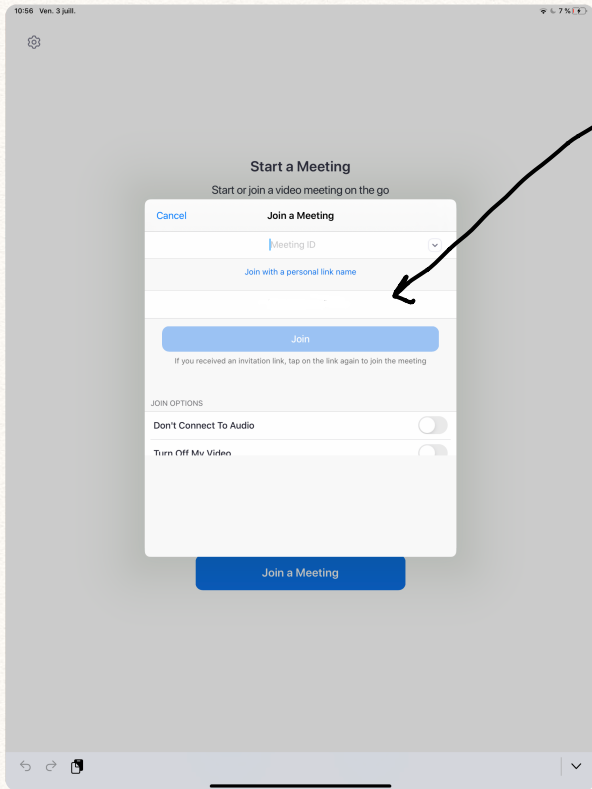 10:56 Ven. 3 juill.
7 %
Start a Meeting
Start or join a video meeting on the go
Cancel
Join a Meeting
Meeting ID
Join with a personal link name
Join
If you received an invitation link, tap on the link again to join the meeting
JOIN OPTIONS
Don't Connect To Audio
Turn Off My Video
Join a Meeting